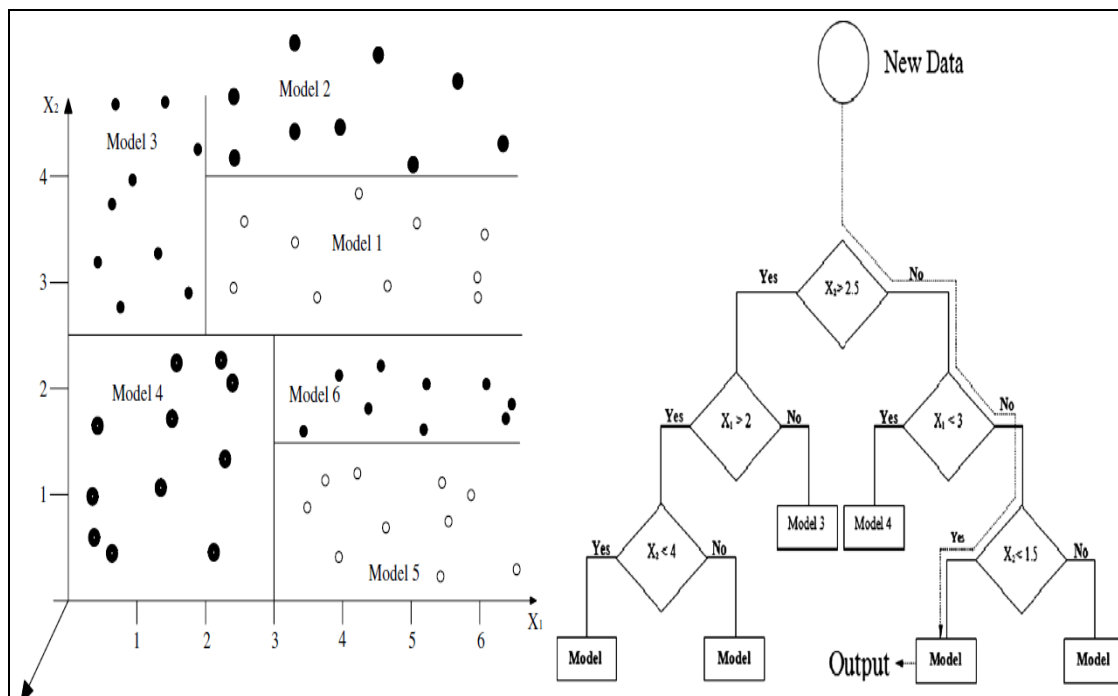 X₂
Model 2
Model 3
4
Model 1
3
2
Model 4
Model 6
1
Model 5
1 2 3 4 5 6 X₁
New Data
Yes X₂> 2.5 No
Yes X₁ > 2 No
Yes X₁ < 3 No
Model 3
Model 4
Yes X₂ < 4 No
Yes X₂ < 1.5 No
Model
Model
Output
Model
Model